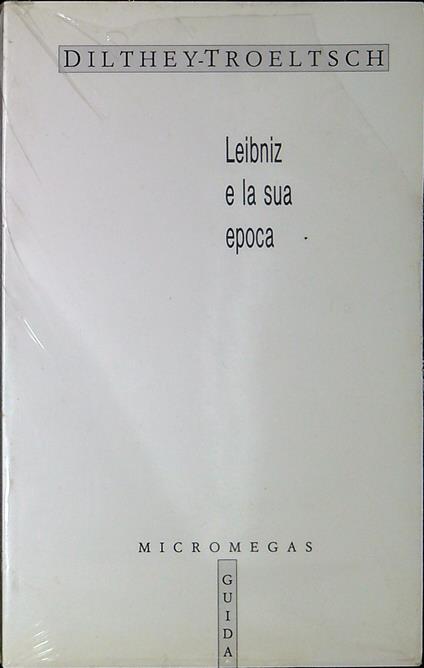 DILTHEY-TROELTSCH
Leibniz
e la sua
epoca
MICROMEGAS
GUIDA